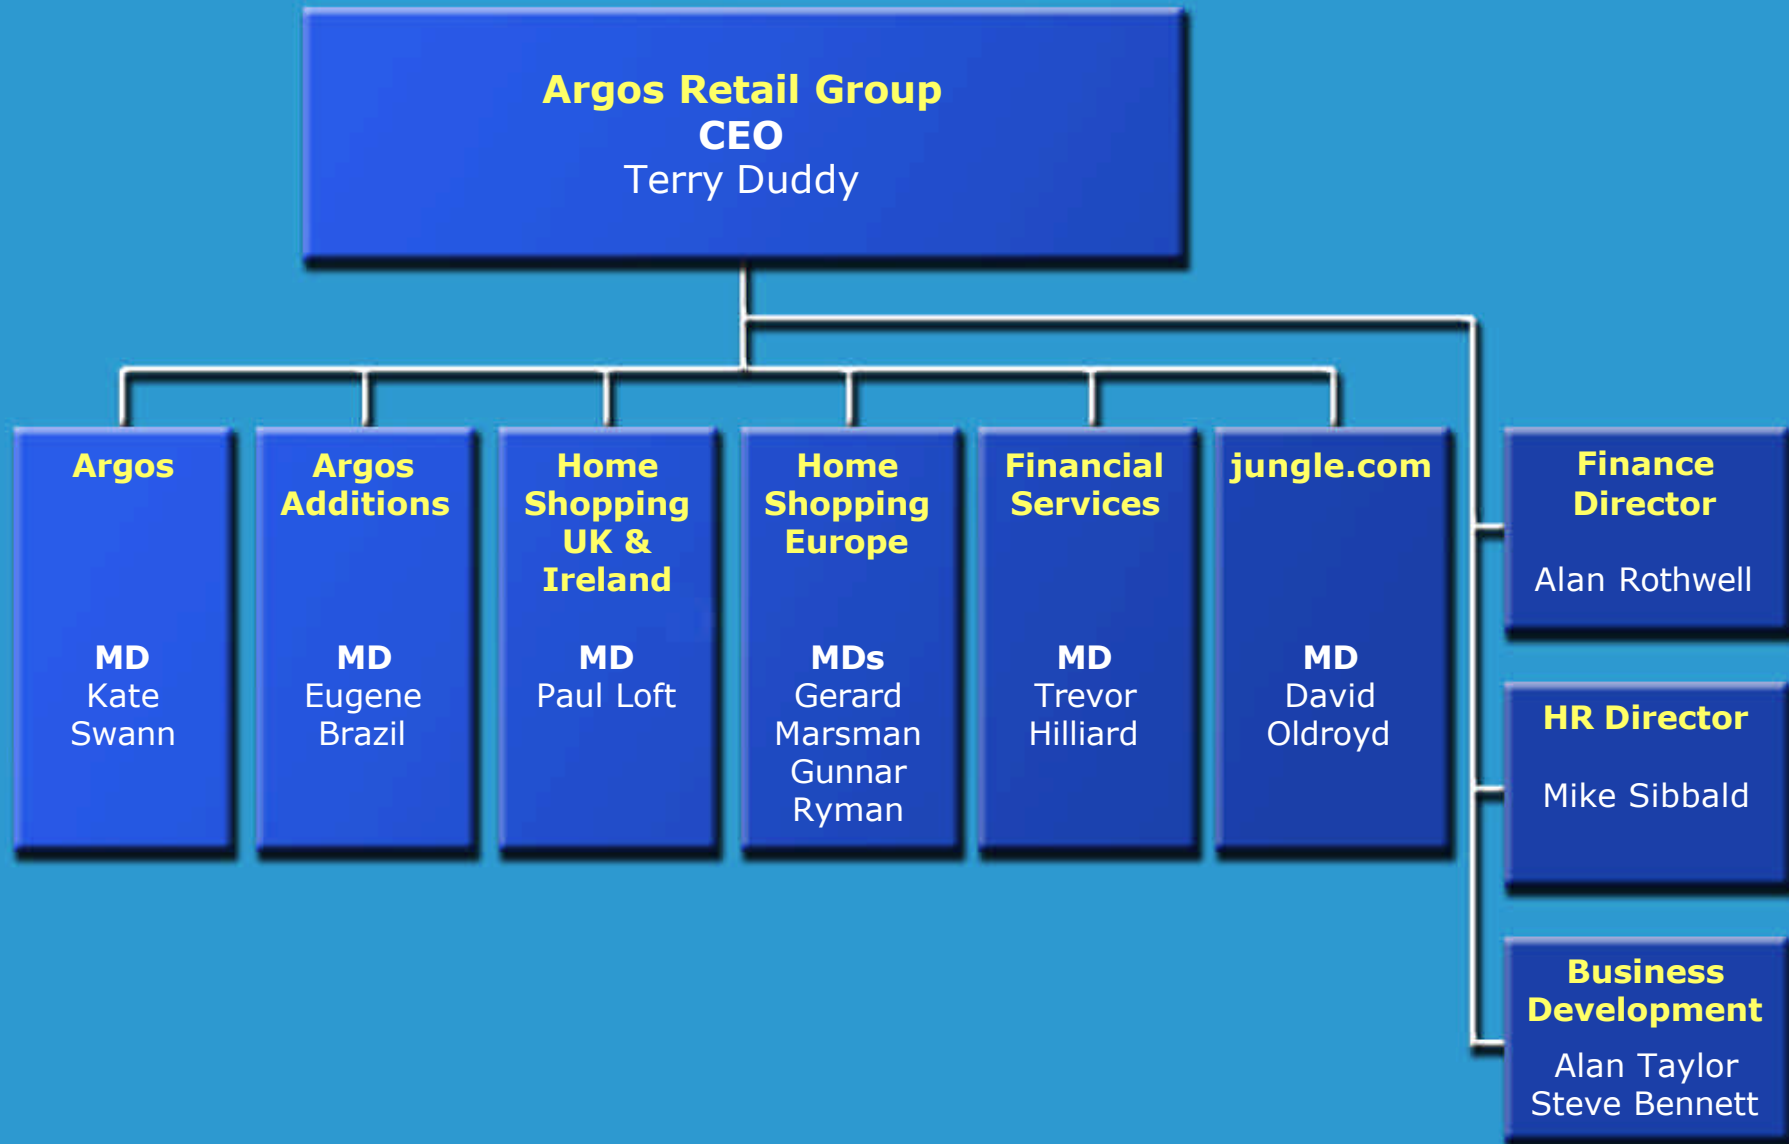 Argos Retail Group
CEO
Terry Duddy
Argos
MD
Kate
Swann
Argos
Additions
MD
Eugene
Brazil
Home
Shopping
UK &
Ireland
MD
Paul Loft
Home
Shopping
Europe
MDs
Gerard
Marsman
Gunnar
Ryman
Financial
Services
MD
Trevor
Hilliard
jungle.com
MD
David
Oldroyd
Finance
Director
Alan Rothwell
HR Director
Mike Sibbald
Business
Development
Alan Taylor
Steve Bennett